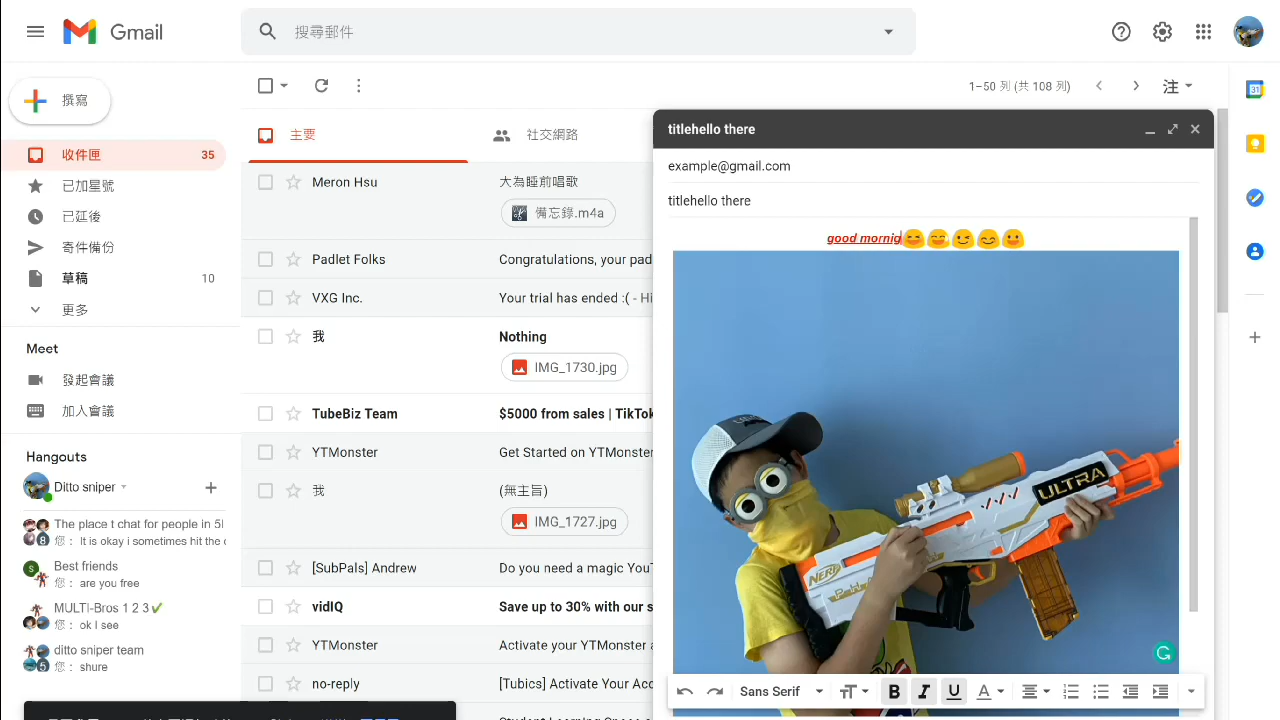 Gmail
搜尋郵件
撰寫
1–50 列 (共 108 列)
注
收件匣 35
已加星號
已延後
寄件備份
草稿 10
更多
Meet
發起會議
加入會議
Hangouts
Ditto sniper
The place t chat for people in 5
您： It is okay i sometimes hit the
Best friends
您： are you free
MULTI-Bros 1 2 3
您： ok I see
ditto sniper team
您： shure
主要
社交網路
Meron Hsu 大為睡前唱歌
備忘錄.m4a
Padlet Folks Congratulations, your pad
VXG Inc. Your trial has ended :( - Hi
我 Nothing
IMG_1730.jpg
TubeBiz Team $5000 from sales | TikTok
YTMonster Get Started on YTMonster
我 (無主旨)
IMG_1727.jpg
[SubPals] Andrew Do you need a magic YouT
vidIQ Save up to 30% with our s
YTMonster Activate your YTMonster
no-reply [Tubics] Activate Your Acc
titlehello there
example@gmail.com
titlehello there
good mornig
ULTRA
NERF
Sans Serif